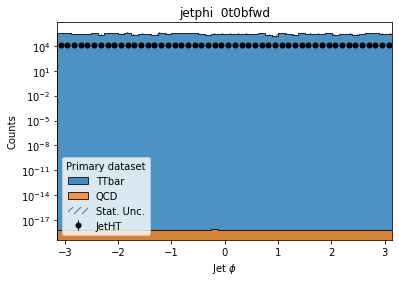 jetphi  0t0bfwd
Counts
10^4
10^1
10^-2
10^-5
10^-8
10^-11
10^-14
10^-17
Primary dataset
TTbar
QCD
Stat. Unc.
JetHT
−3 −2 −1 0 1 2 3
Jet ϕ